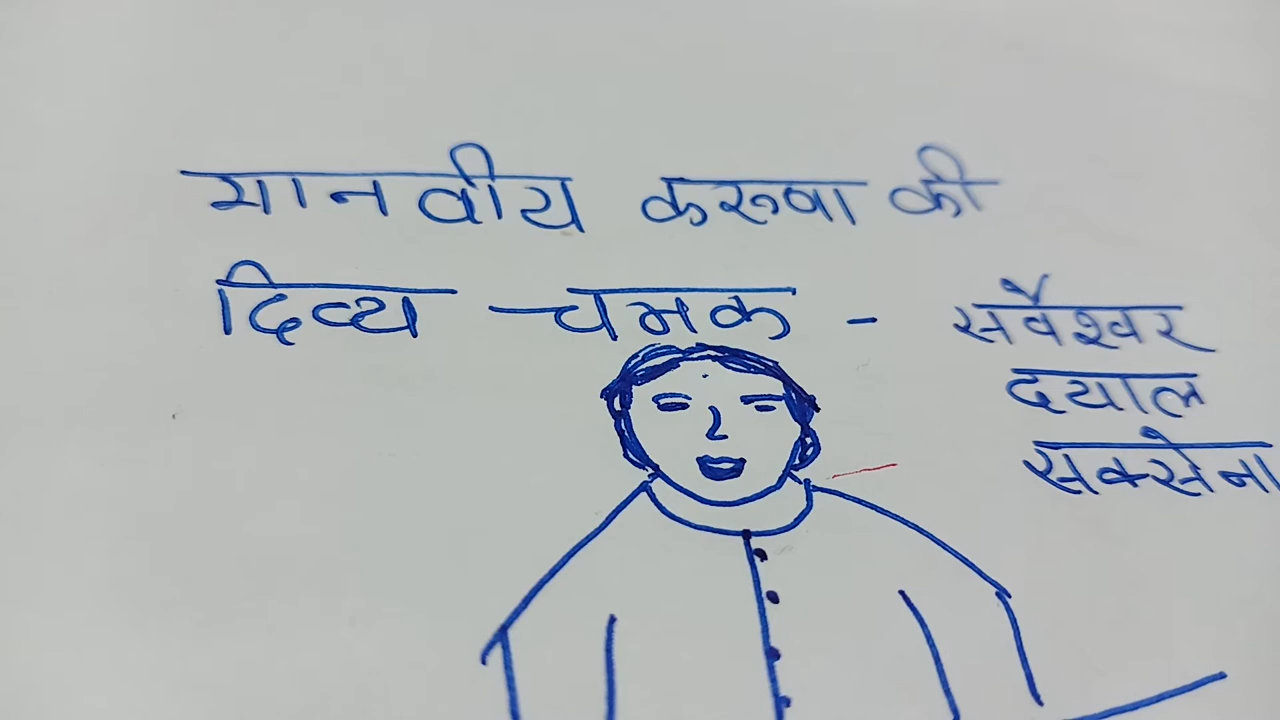 मानवीय करुणा की
दिव्य चमक - सर्वेश्वर
दयाल
सक्सेना